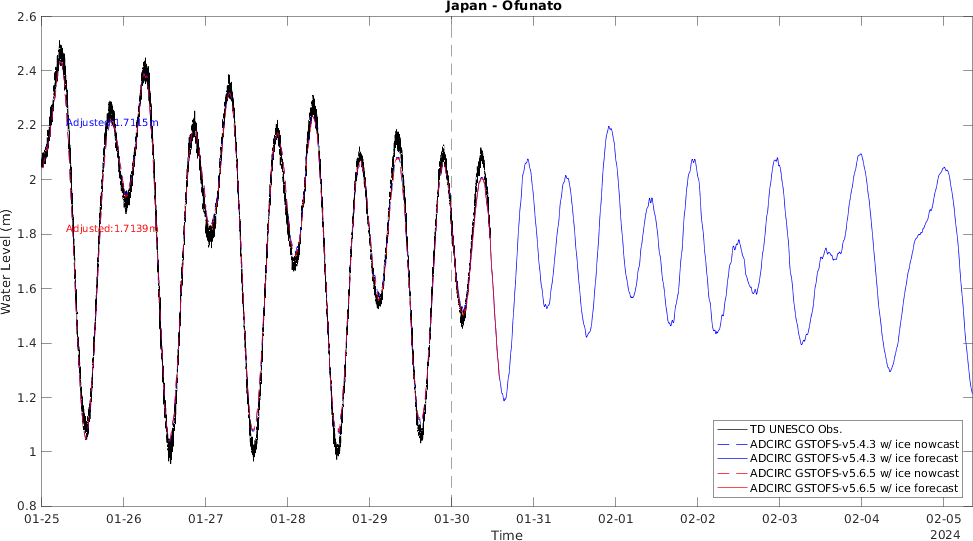 Japan - Ofunato
Water Level (m)
2.6
2.4
2.2
2
1.8
1.6
1.4
1.2
1
0.8
Adjusted:1.7115m
Adjusted:1.7139m
TD UNESCO Obs.
ADCIRC GSTOFS-v5.4.3 w/ ice nowcast
ADCIRC GSTOFS-v5.4.3 w/ ice forecast
ADCIRC GSTOFS-v5.6.5 w/ ice nowcast
ADCIRC GSTOFS-v5.6.5 w/ ice forecast
01-25 01-26 01-27 01-28 01-29 01-30 01-31 02-01 02-02 02-03 02-04 02-05
2024
Time